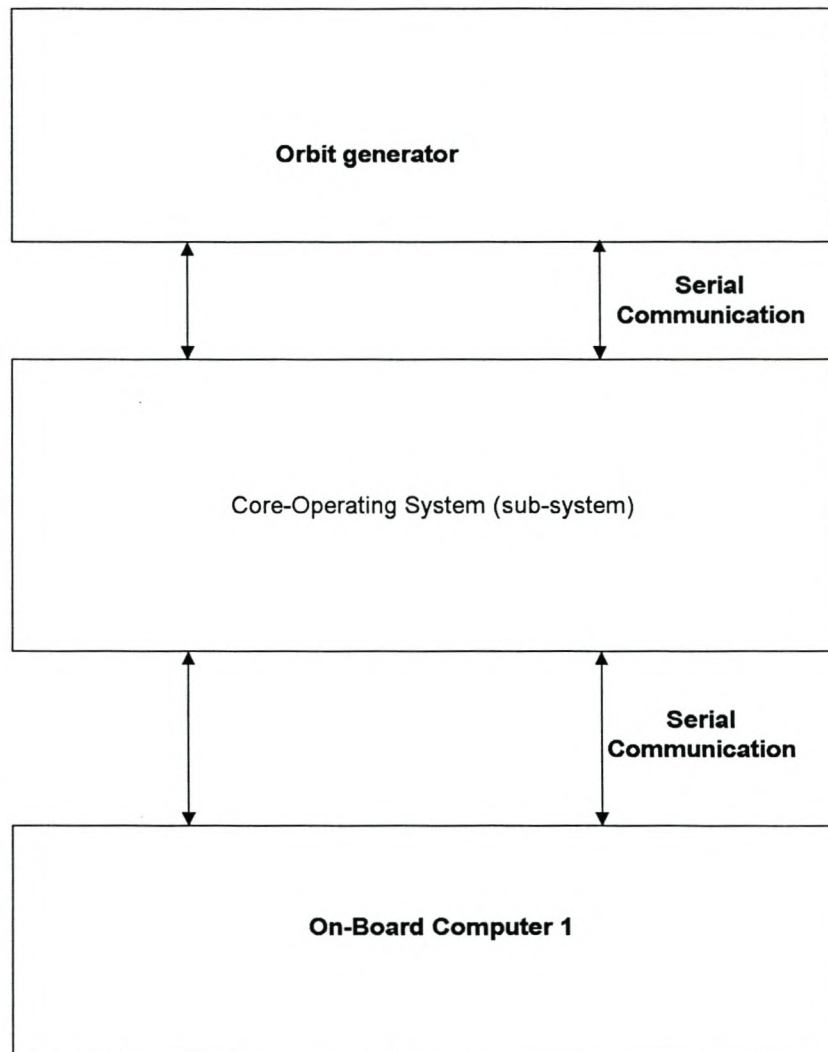 Orbit generator
Serial
Communication
Core-Operating System (sub-system)
Serial
Communication
On-Board Computer 1